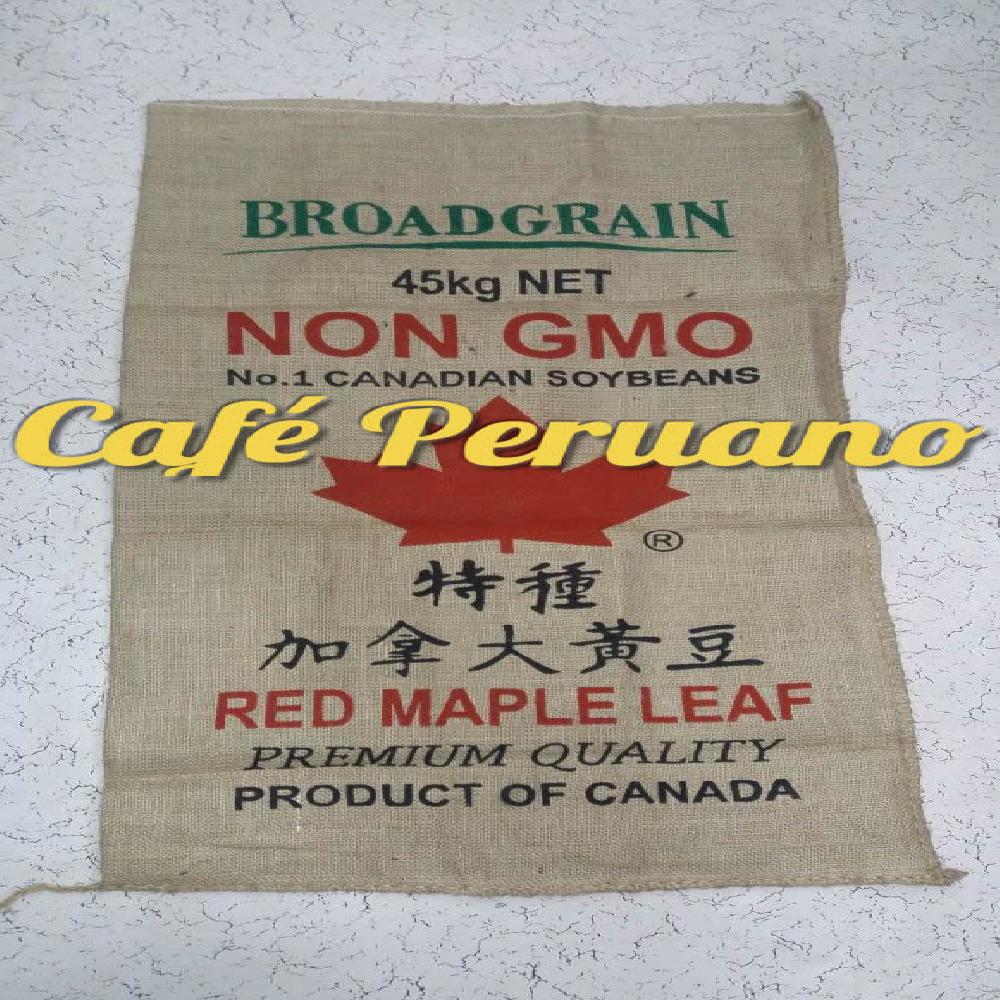 BROADGRAIN
45kg NET
NON GMO
No.1 CANADIAN SOYBEANS
Café Peruano
®
特種
加拿大黃豆
RED MAPLE LEAF
PREMIUM QUALITY
PRODUCT OF CANADA